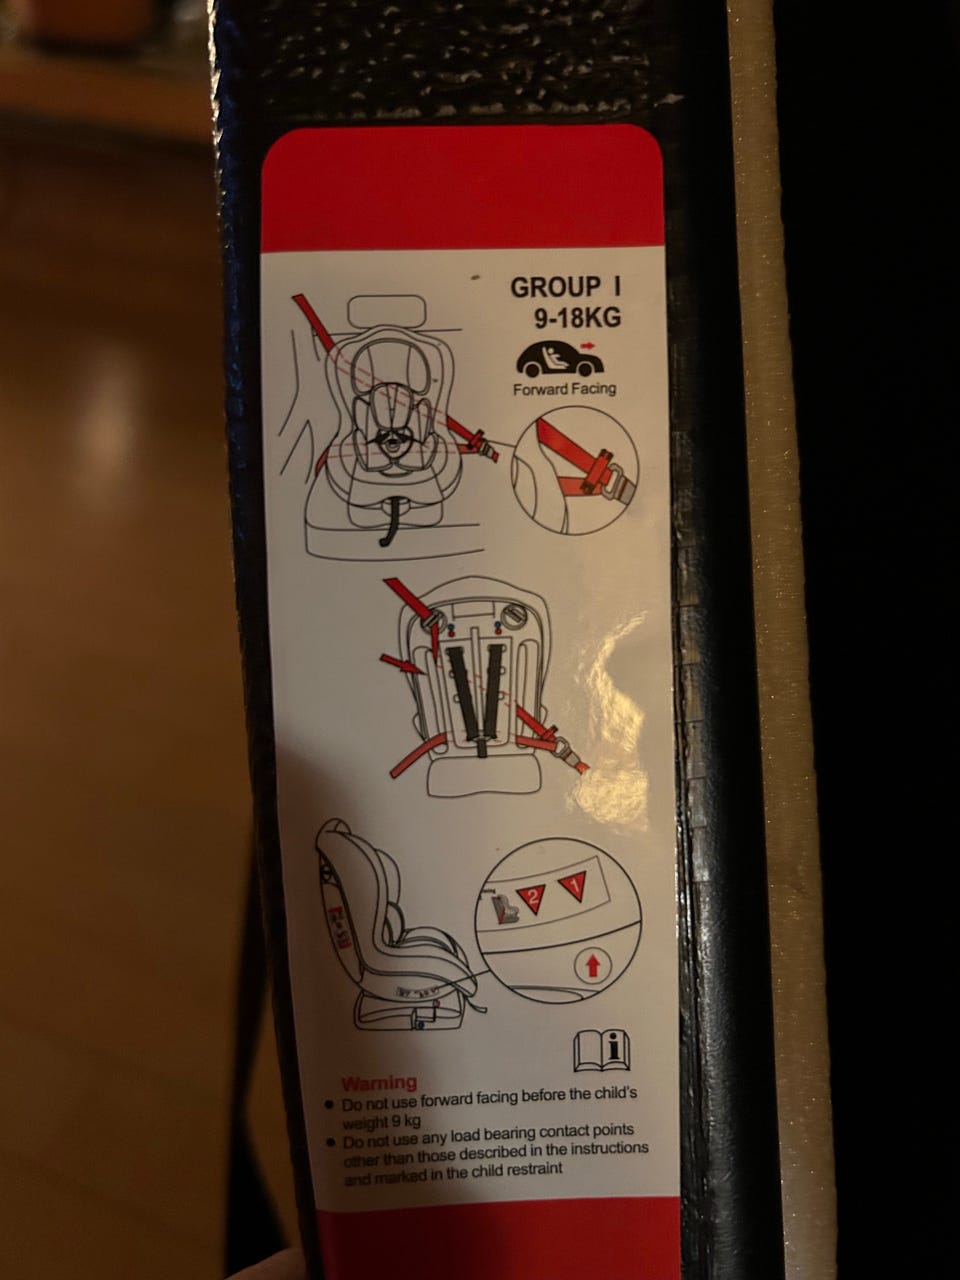 GROUP I
9-18KG
Forward Facing
2 1
i
Warning
● Do not use forward facing before the child's
weight 9 kg
● Do not use any load bearing contact points
other than those described in the instructions
and marked in the child restraint